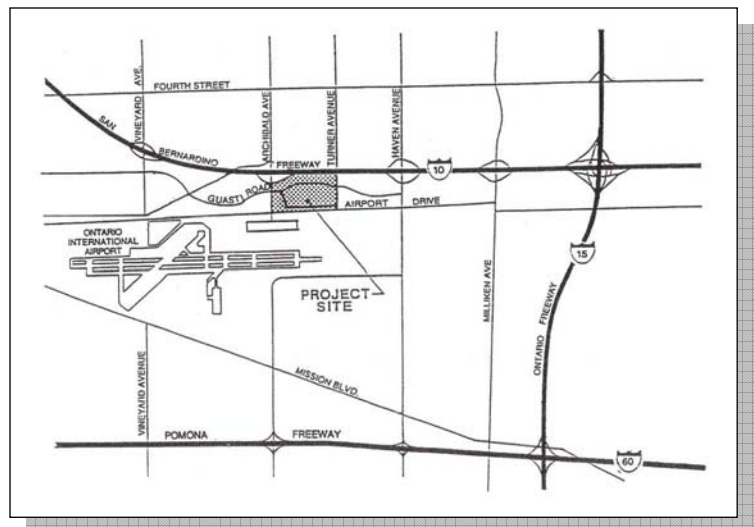 FOURTH STREET
VINEYARD AVE.
ARCHIBALD AVE
TURNER AVENUE
HAVEN AVENUE
SAN
BERNARDINO
FREEWAY
10
GUASTI ROAD
AIRPORT DRIVE
ONTARIO
INTERNATIONAL
AIRPORT
15
PROJECT
SITE
MILLIKEN AVE
ONTARIO FREEWAY
VINEYARD AVENUE
MISSION BLVD.
POMONA FREEWAY
60